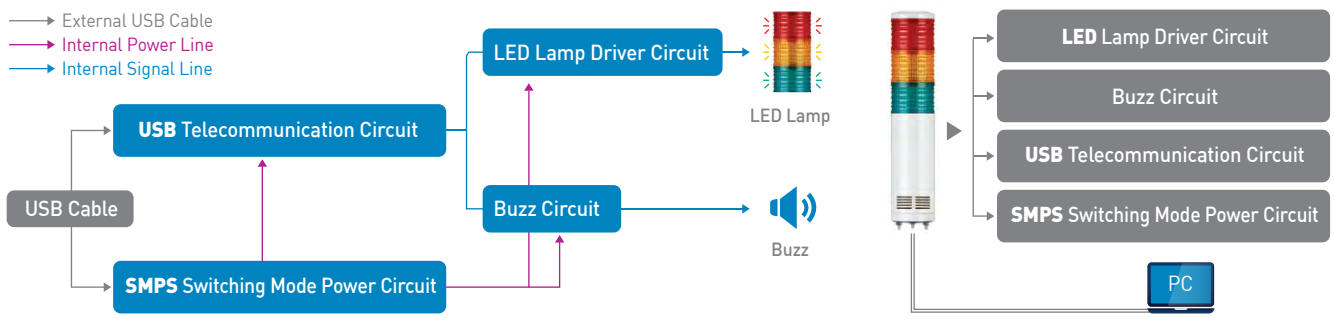 External USB Cable
Internal Power Line
Internal Signal Line
USB Cable
USB Telecommunication Circuit
SMPS Switching Mode Power Circuit
LED Lamp Driver Circuit
Buzz Circuit
LED Lamp
Buzz
LED Lamp Driver Circuit
Buzz Circuit
USB Telecommunication Circuit
SMPS Switching Mode Power Circuit
PC